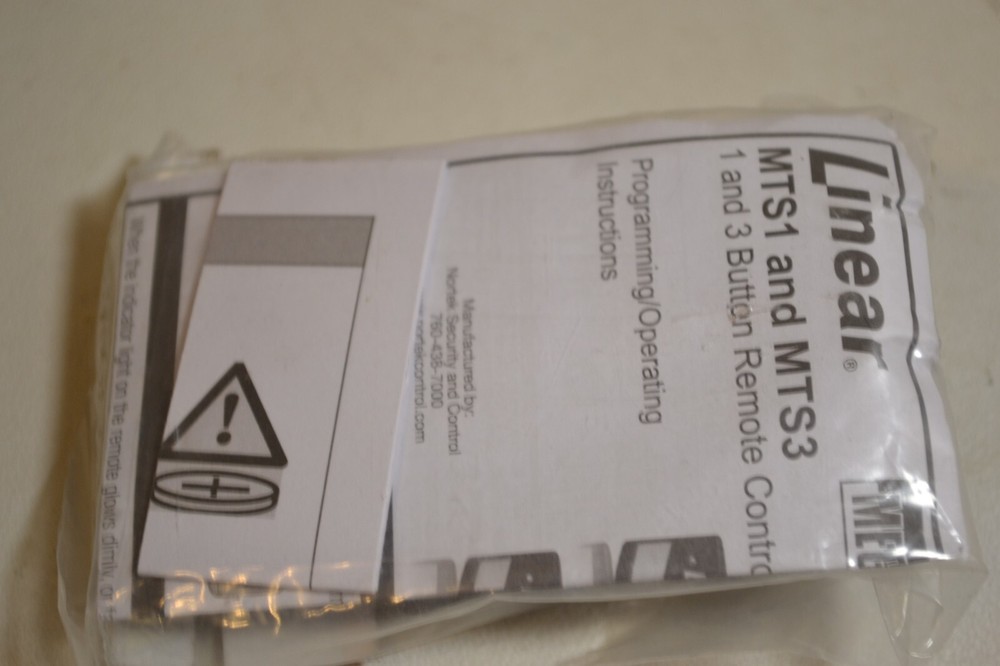 Linear®
MTS1 and MTS3
1 and 3 Button Remote
Programming/Operating
Instructions
Manufactured by:
Nortek Security and Control
760-438-7000
When the indicator light on the remote glows dimly, or